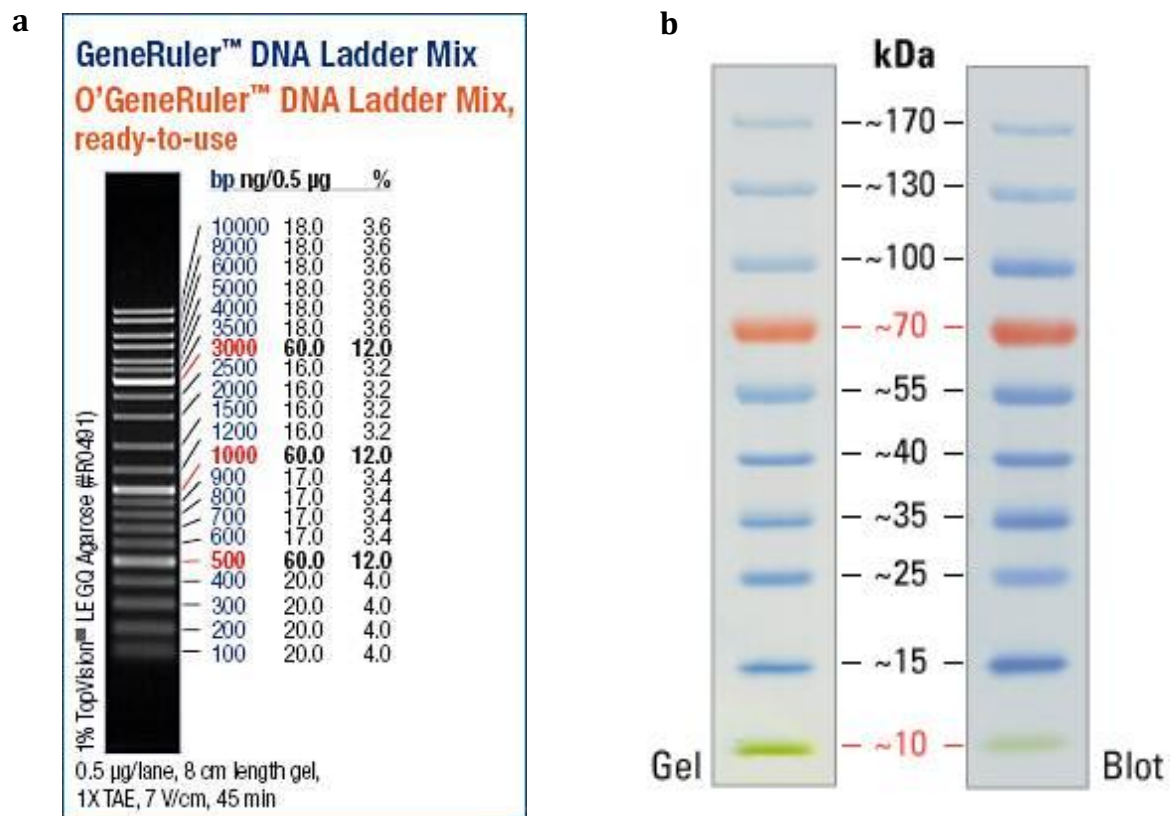 a
GeneRuler™ DNA Ladder Mix
O'GeneRuler™ DNA Ladder Mix,
ready-to-use
bp ng/0.5 µg %
10000 18.0 3.6
8000 18.0 3.6
6000 18.0 3.6
5000 18.0 3.6
4000 18.0 3.6
3500 18.0 3.6
3000 60.0 12.0
2500 16.0 3.2
2000 16.0 3.2
1500 16.0 3.2
1200 16.0 3.2
1000 60.0 12.0
900 17.0 3.4
800 17.0 3.4
700 17.0 3.4
600 17.0 3.4
500 60.0 12.0
400 20.0 4.0
300 20.0 4.0
200 20.0 4.0
100 20.0 4.0
1% TopVision™ LE GQ Agarose (#R0491)
0.5 µg/lane, 8 cm length gel,
1X TAE, 7 V/cm, 45 min
b
kDa
~170
~130
~100
~70
~55
~40
~35
~25
~15
~10
Gel
Blot